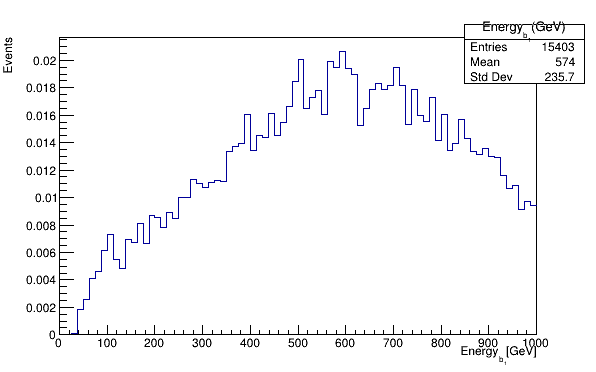 Energy_b_1(GeV)
Entries 15403
Mean 574
Std Dev 235.7
Events
0.02
0.018
0.016
0.014
0.012
0.01
0.008
0.006
0.004
0.002
0
0 100 200 300 400 500 600 700 800 900 1000
Energy_b_1[GeV]